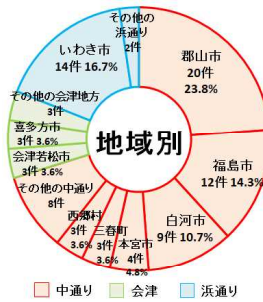 その他の
浜通り
2件
いわき市
14件 16.7%
郡山市
20件
23.8%
その他の会津地方
3件
喜多方市
3件 3.6%
会津若松市
3件 3.6%
その他の中通り
8件
地域別
福島市
12件 14.3%
白河市
9件 10.7%
西郷村
3件
3.6%
三春町
3件
3.6%
本宮市
4件
4.8%
中通り
会津
浜通り